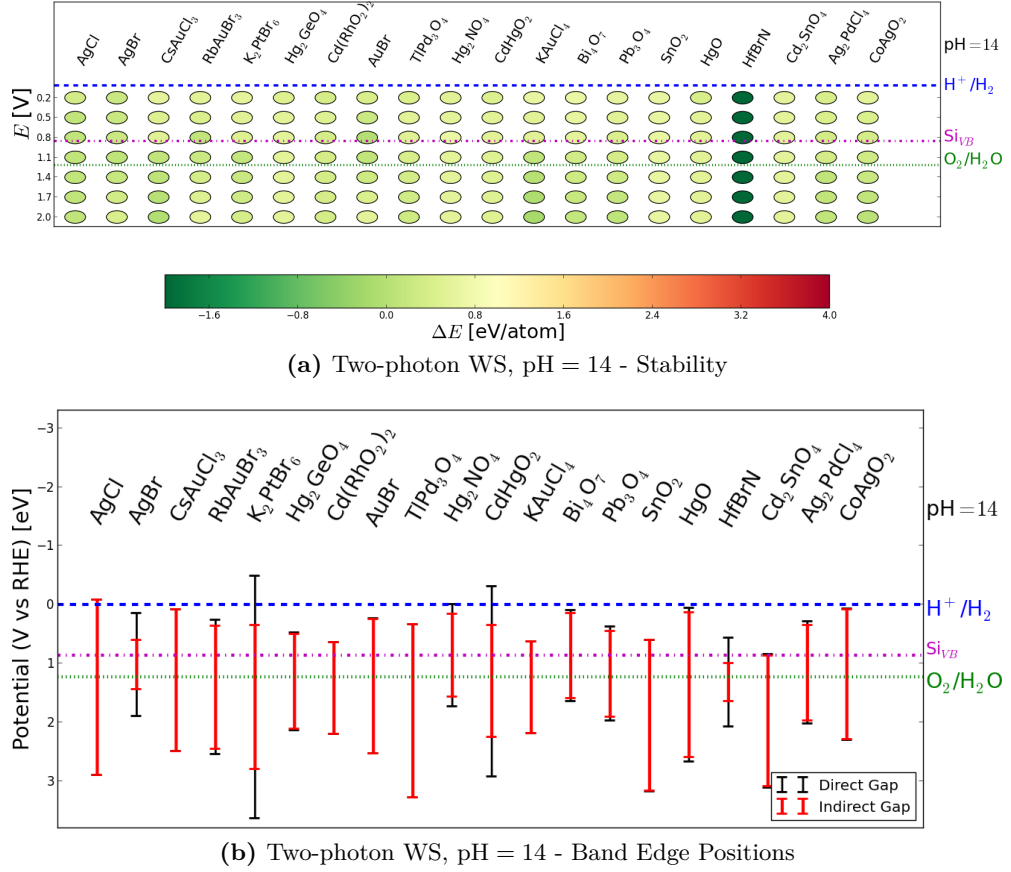 AgCl
AgBr
CsAuCl₃
RbAuBr₃
K₂PtBr₆
Hg₂GeO₄
Cd(RhO₂)₂
AuBr
TlPd₃O₄
Hg₂NO₄
CdHgO₂
KAuCl₄
Bi₄O₇
Pb₃O₄
SnO₂
HgO
HfBrN
Cd₂SnO₄
Ag₂PdCl₄
CoAgO₂
pH=14
H⁺/H₂
Si_VB
O₂/H₂O
E [V]
0.2
0.5
0.8
1.1
1.4
1.7
2.0
−1.6 −0.8 0.0 0.8 1.6 2.4 3.2 4.0
ΔE [eV/atom]
(a) Two-photon WS, pH = 14 - Stability
Potential (V vs RHE) [eV]
−3
−2
−1
0
1
2
3
AgCl
AgBr
CsAuCl₃
RbAuBr₃
K₂PtBr₆
Hg₂GeO₄
Cd(RhO₂)₂
AuBr
TlPd₃O₄
Hg₂NO₄
CdHgO₂
KAuCl₄
Bi₄O₇
Pb₃O₄
SnO₂
HgO
HfBrN
Cd₂SnO₄
Ag₂PdCl₄
CoAgO₂
pH=14
H⁺/H₂
Si_VB
O₂/H₂O
Direct Gap
Indirect Gap
(b) Two-photon WS, pH = 14 - Band Edge Positions